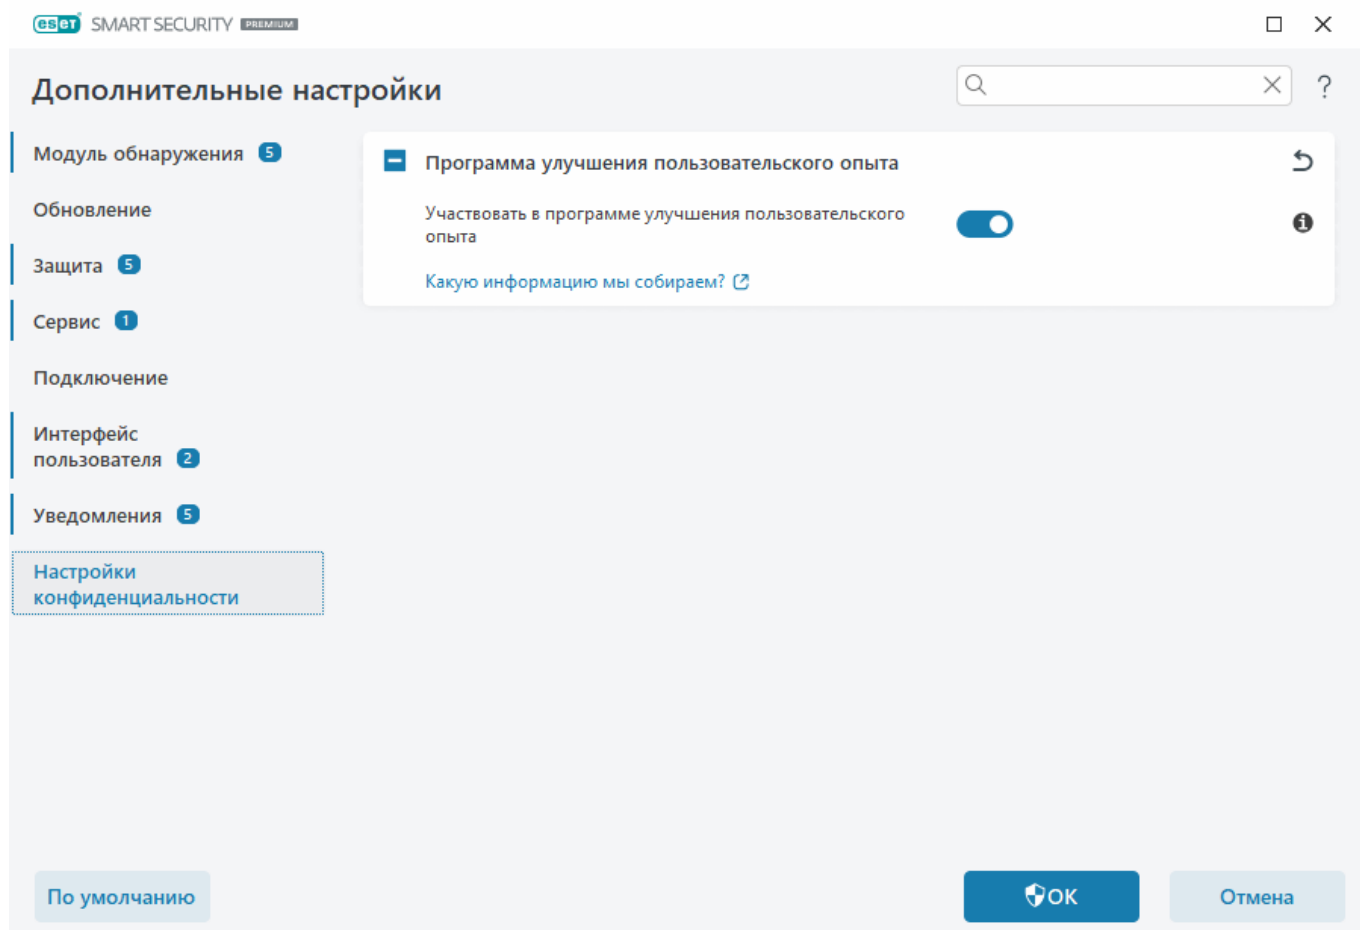 eset SMART SECURITY PREMIUM
Дополнительные настройки
?
Модуль обнаружения 5
Обновление
Защита 5
Сервис 1
Подключение
Интерфейс
пользователя 2
Уведомления 5
Настройки
конфиденциальности
Программа улучшения пользовательского опыта
Участвовать в программе улучшения пользовательского
опыта
Какую информацию мы собираем?
По умолчанию
ОК
Отмена